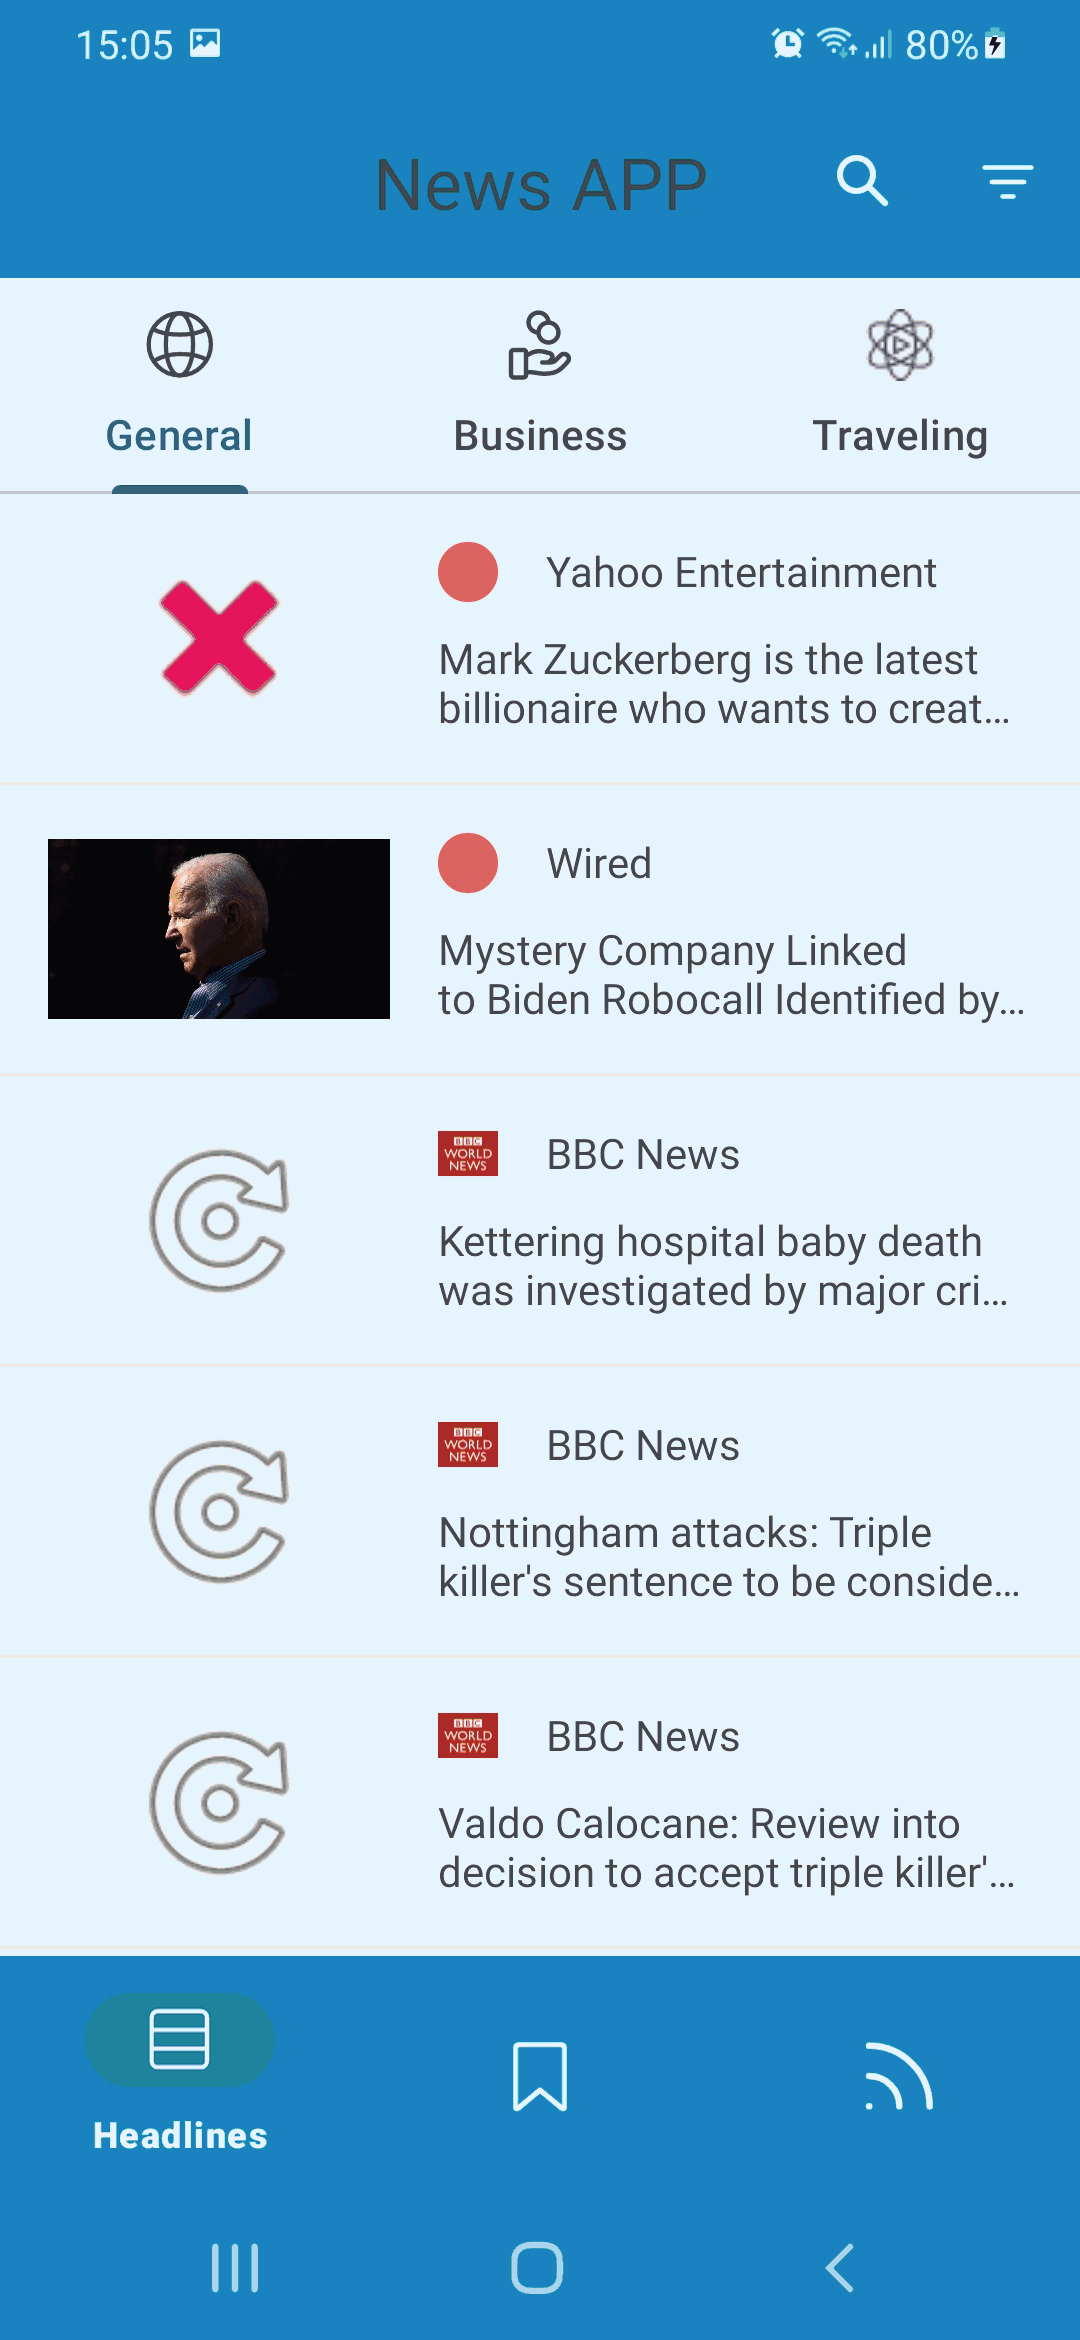 15:05
80%
News APP
General
Business
Traveling
Yahoo Entertainment
Mark Zuckerberg is the latest
billionaire who wants to creat...
Wired
Mystery Company Linked
to Biden Robocall Identified by...
BBC WORLD NEWS
BBC News
Kettering hospital baby death
was investigated by major cri...
BBC WORLD NEWS
BBC News
Nottingham attacks: Triple
killer's sentence to be conside...
BBC WORLD NEWS
BBC News
Valdo Calocane: Review into
decision to accept triple killer'...
Headlines